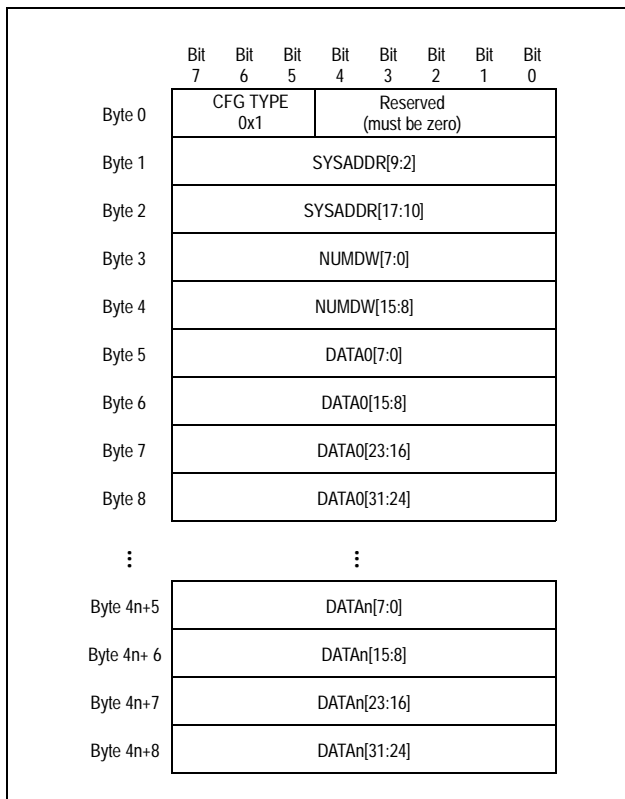 Bit Bit Bit Bit Bit Bit Bit Bit
7 6 5 4 3 2 1 0
Byte 0
CFG TYPE
0x1
Reserved
(must be zero)
Byte 1 SYSADDR[9:2]
Byte 2 SYSADDR[17:10]
Byte 3 NUMDW[7:0]
Byte 4 NUMDW[15:8]
Byte 5 DATA0[7:0]
Byte 6 DATA0[15:8]
Byte 7 DATA0[23:16]
Byte 8 DATA0[31:24]
⋮ ⋮
Byte 4n+5 DATAn[7:0]
Byte 4n+ 6 DATAn[15:8]
Byte 4n+7 DATAn[23:16]
Byte 4n+8 DATAn[31:24]